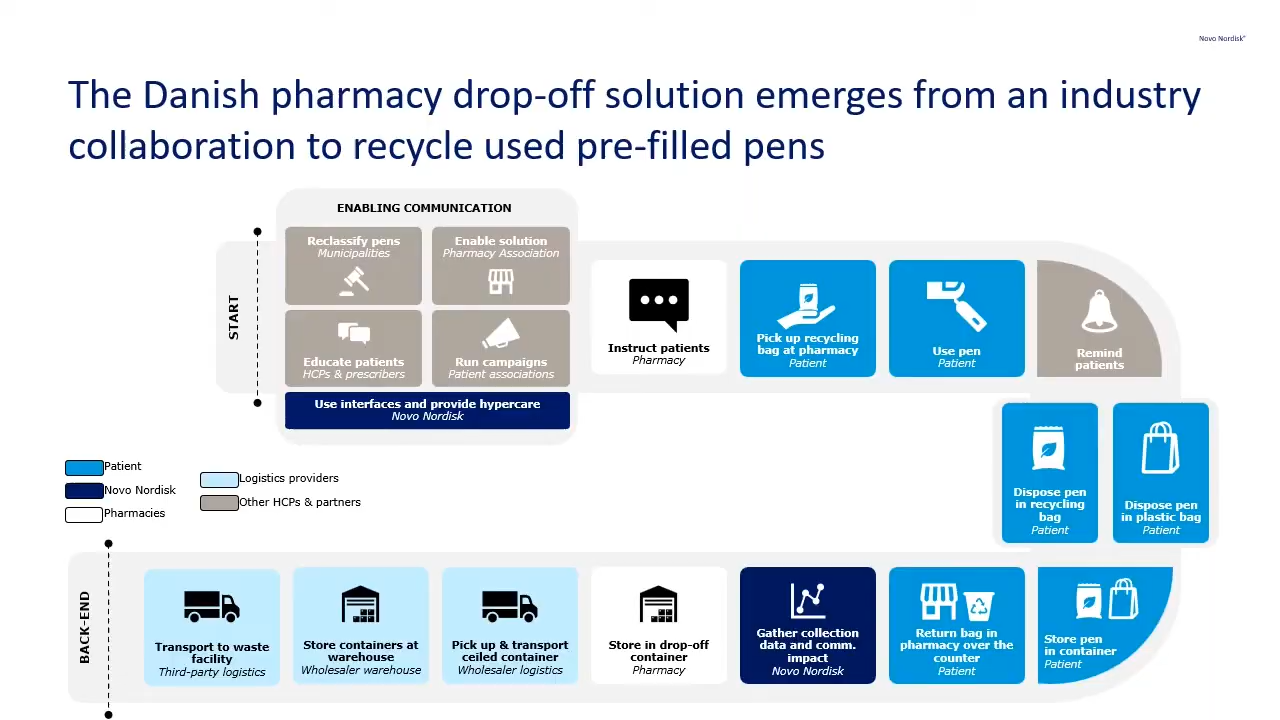 Novo Nordisk®
The Danish pharmacy drop-off solution emerges from an industry
collaboration to recycle used pre-filled pens
ENABLING COMMUNICATION
START
Reclassify pens
Municipalities
Enable solution
Pharmacy Association
Educate patients
HCPs & prescribers
Run campaigns
Patient associations
Use interfaces and provide hypercare
Novo Nordisk
Instruct patients
Pharmacy
Pick up recycling
bag at pharmacy
Patient
Use pen
Patient
Remind
patients
Dispose pen
in recycling
bag
Patient
Dispose pen
in plastic bag
Patient
Patient
Novo Nordisk
Pharmacies
Logistics providers
Other HCPs & partners
BACK-END
Transport to waste
facility
Third-party logistics
Store containers at
warehouse
Wholesaler warehouse
Pick up & transport
ceiled container
Wholesaler logistics
Store in drop-off
container
Pharmacy
Gather collection
data and comm.
impact
Novo Nordisk
Return bag in
pharmacy over the
counter
Patient
Store pen
in container
Patient